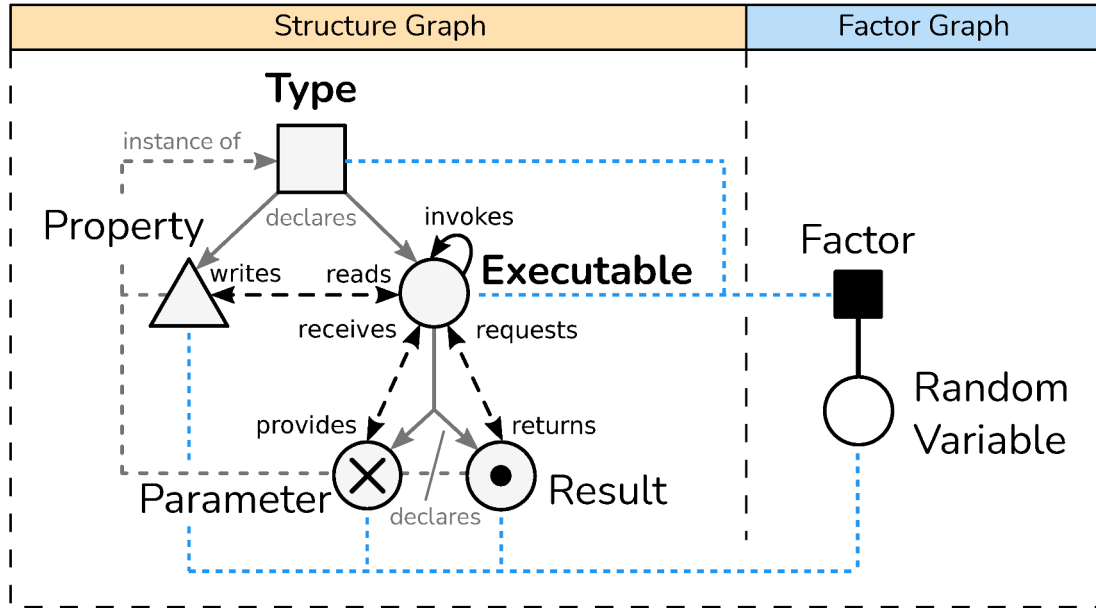 Structure Graph
Factor Graph
Type
instance of
declares
Property
invokes
writes
reads
Executable
Factor
receives
requests
Random
Variable
provides
returns
Parameter
Result
declares